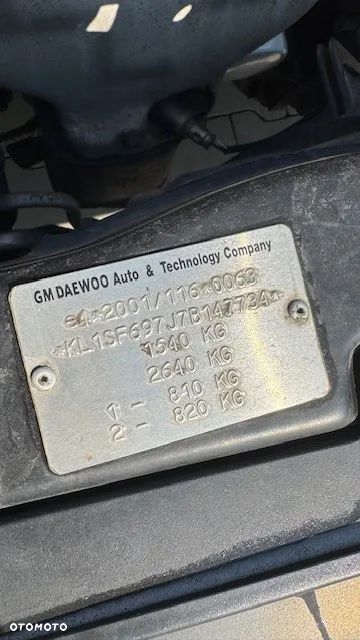 GM DAEWOO Auto & Technology Company
e4*2001/116*0063
*KL1SF697J7B147734*
1540 KG
2640 KG
1 - 810 KG
2 - 820 KG
OTOMOTO